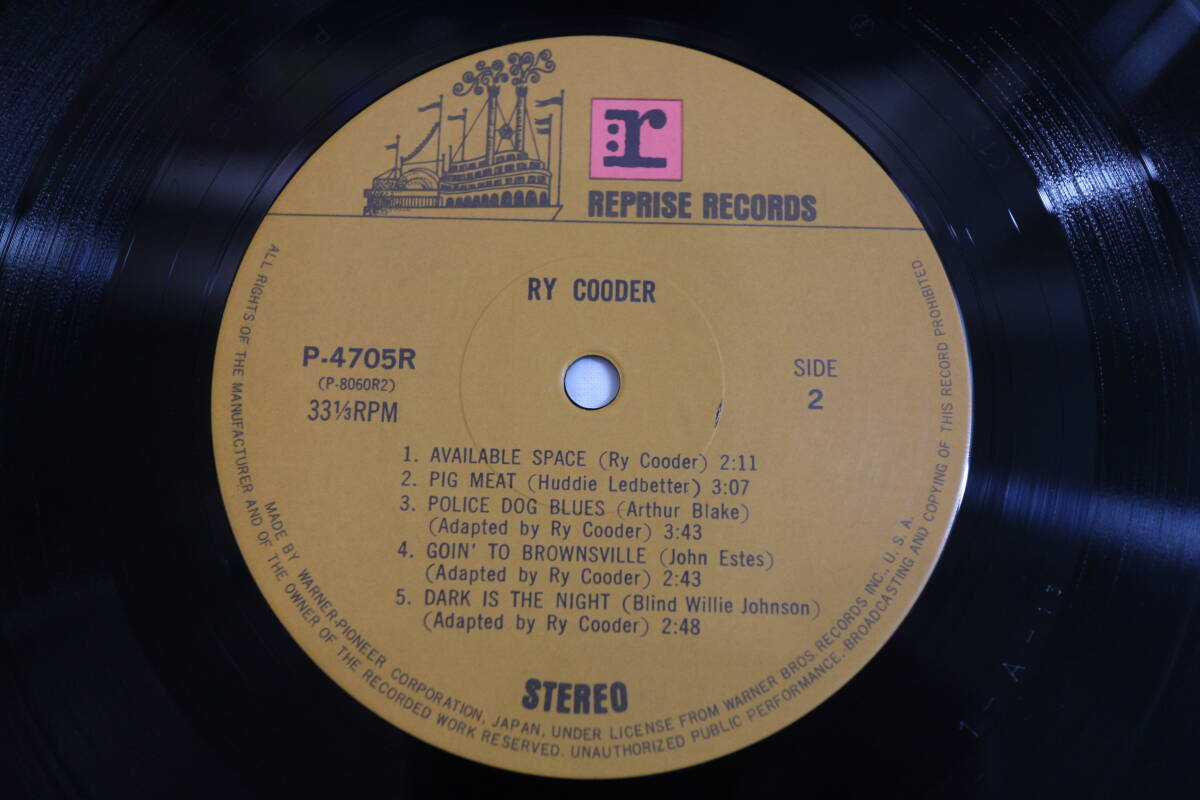 r
REPRISE RECORDS
RY COODER
P-4705R
(P-8060R2)
33⅓RPM
SIDE
2
1. AVAILABLE SPACE (Ry Cooder) 2:11
2. PIG MEAT (Huddie Ledbetter) 3:07
3. POLICE DOG BLUES (Arthur Blake)
(Adapted by Ry Cooder) 3:43
4. GOIN' TO BROWNSVILLE (John Estes)
(Adapted by Ry Cooder) 2:43
5. DARK IS THE NIGHT (Blind Willie Johnson)
(Adapted by Ry Cooder) 2:48
STEREO
MADE BY WARNER-PIONEER CORPORATION, JAPAN, UNDER LICENSE FROM WARNER BROS. RECORDS INC., U. S. A.
ALL RIGHTS OF THE MANUFACTURER AND OF THE OWNER OF THE RECORDED WORK RESERVED. UNAUTHORIZED PUBLIC PERFORMANCE. BROADCASTING AND COPYING OF THIS RECORD PROHIBITED.
1-A-13